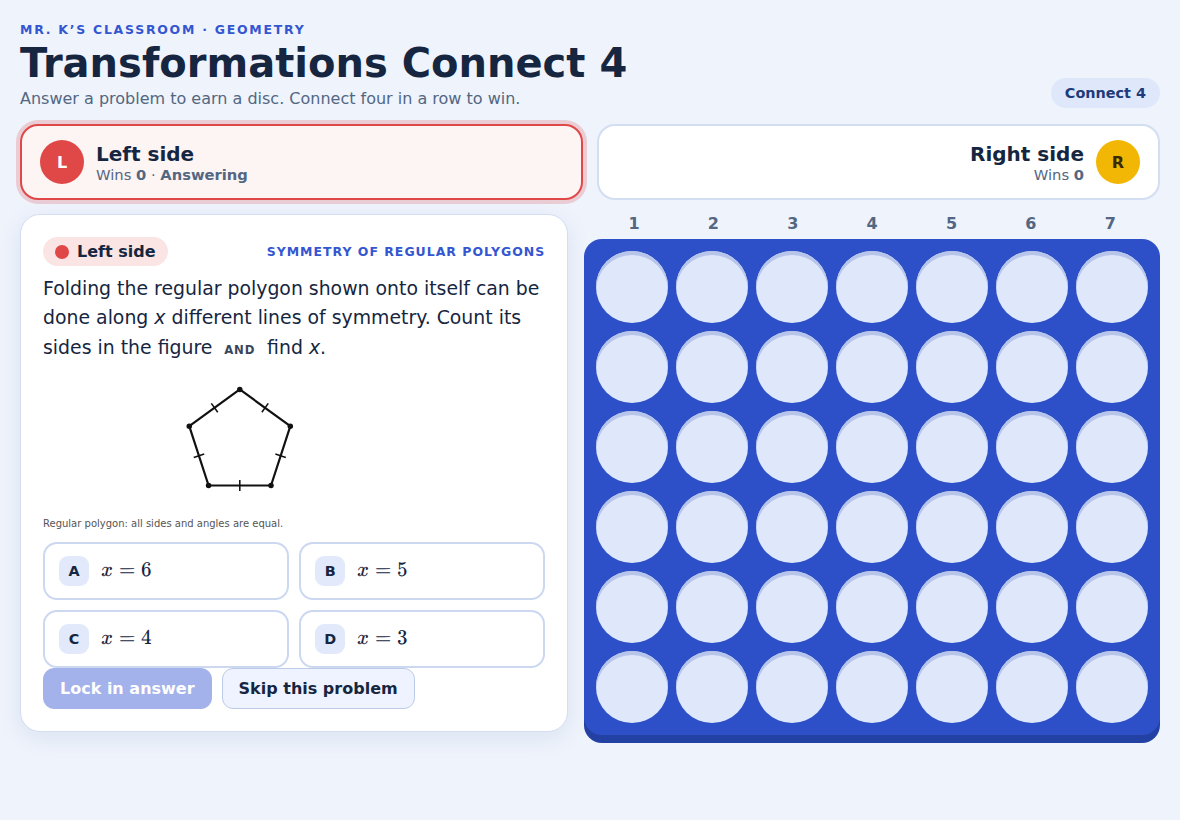 MR. K’S CLASSROOM · GEOMETRY
Transformations Connect 4
Answer a problem to earn a disc. Connect four in a row to win.
Connect 4
L
Left side
Wins 0 · Answering
Right side
Wins 0
R
Left side
SYMMETRY OF REGULAR POLYGONS
Folding the regular polygon shown onto itself can be
done along x different lines of symmetry. Count its
sides in the figure AND find x.
Regular polygon: all sides and angles are equal.
A x = 6
B x = 5
C x = 4
D x = 3
Lock in answer
Skip this problem
1 2 3 4 5 6 7